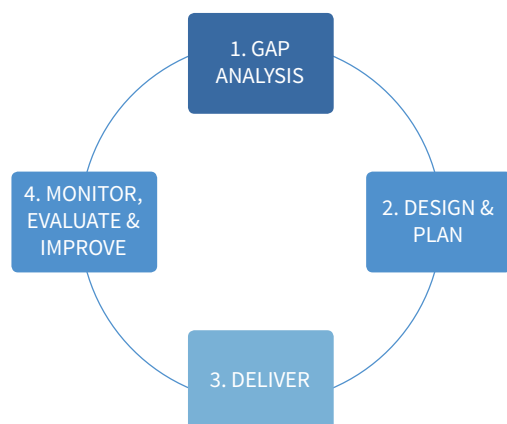 1. GAP
ANALYSIS
2. DESIGN &
PLAN
3. DELIVER
4. MONITOR,
EVALUATE &
IMPROVE